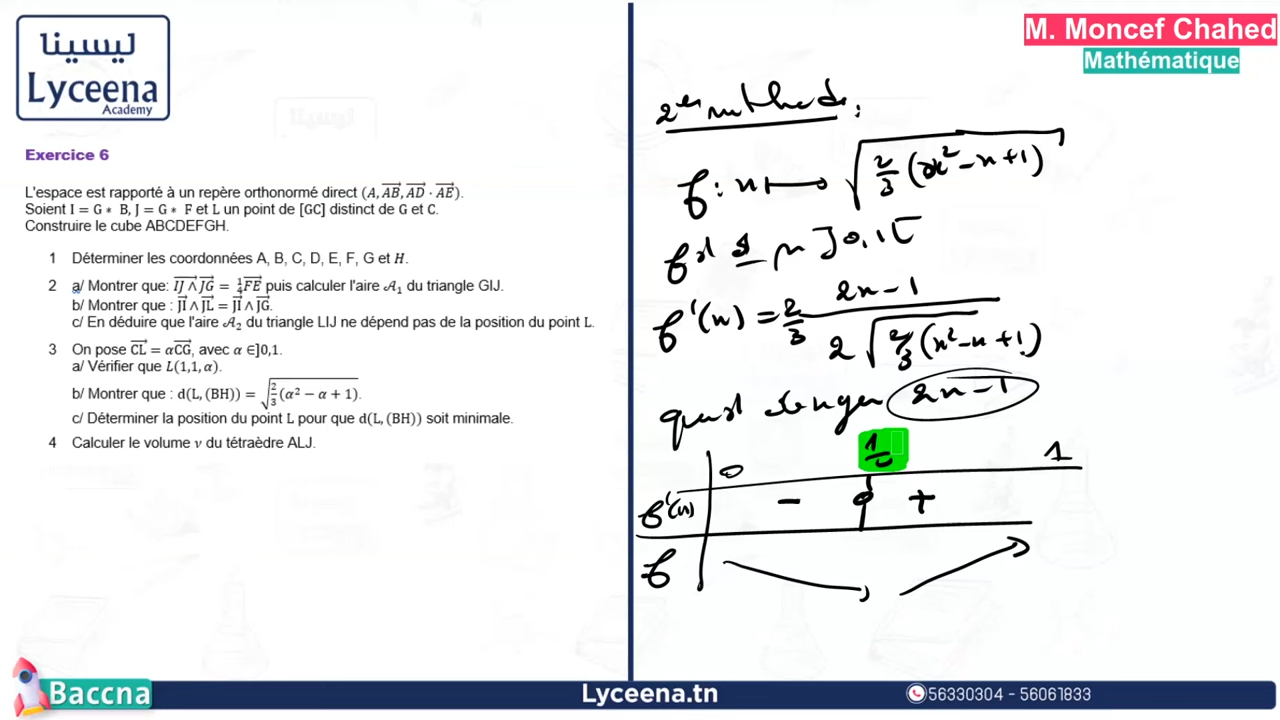 ليسينا
Lyceena
Academy
M. Moncef Chahed
Mathématique
Exercice 6
L'espace est rapporté à un repère orthonormé direct (A, AB, AD · AE).
Soient I = G ∗ B, J = G ∗ F et L un point de [GC] distinct de G et C.
Construire le cube ABCDEFGH.
1 Déterminer les coordonnées A, B, C, D, E, F, G et H.
2 a/ Montrer que: IJ ∧ JG = 1/4 FE puis calculer l'aire 𝒜₁ du triangle GIJ.
b/ Montrer que : JI ∧ JL = JI ∧ JG.
c/ En déduire que l'aire 𝒜₂ du triangle LIJ ne dépend pas de la position du point L.
3 On pose CL = αCG, avec α ∈]0,1.
a/ Vérifier que L(1,1, α).
b/ Montrer que : d(L, (BH)) = √(2/3 (α² − α + 1)).
c/ Déterminer la position du point L pour que d(L, (BH)) soit minimale.
4 Calculer le volume v du tétraèdre ALJ.
f : x ⟼ √(2/3 (x² − x + 1))
]0,1[
f'(x) = 2/3 (2x − 1) / (2 √(2/3 (x² − x + 1)))
2x − 1
0 1/2 1
f'(x) − 0 +
f
Baccna
Lyceena.tn
56330304 - 56061833